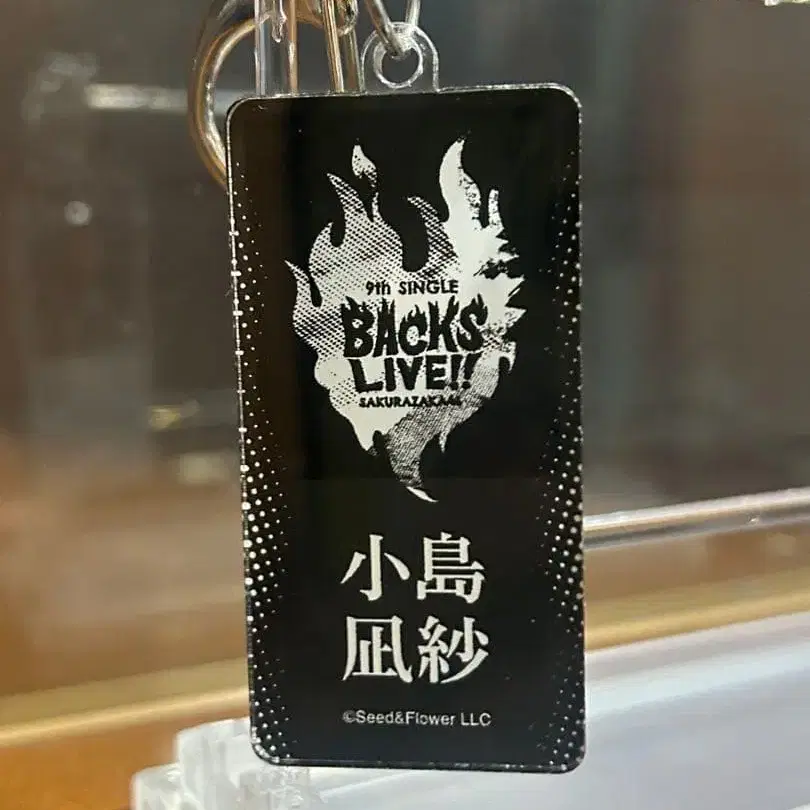 9th SINGLE
BACKS
LIVE!!
SAKURAZAKA46
小島
凪紗
©Seed&Flower LLC